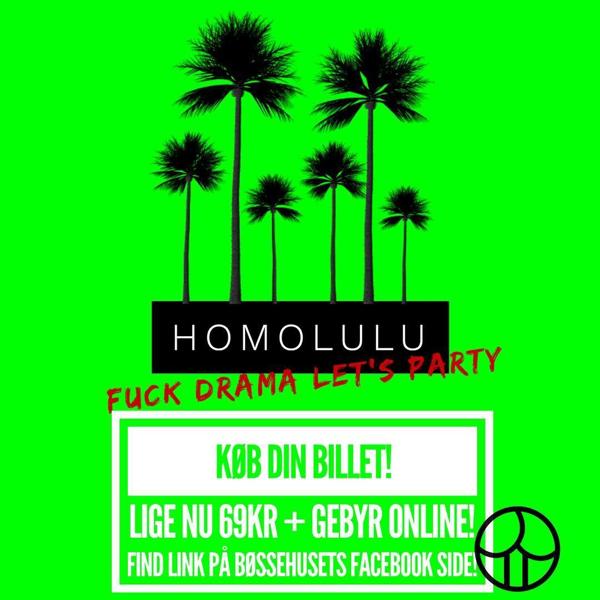 HOMOLULU
FUCK DRAMA LET'S PARTY
KØB DIN BILLET!
LIGE NU 69KR + GEBYR ONLINE!
FIND LINK PÅ BØSSEHUSETS FACEBOOK SIDE!